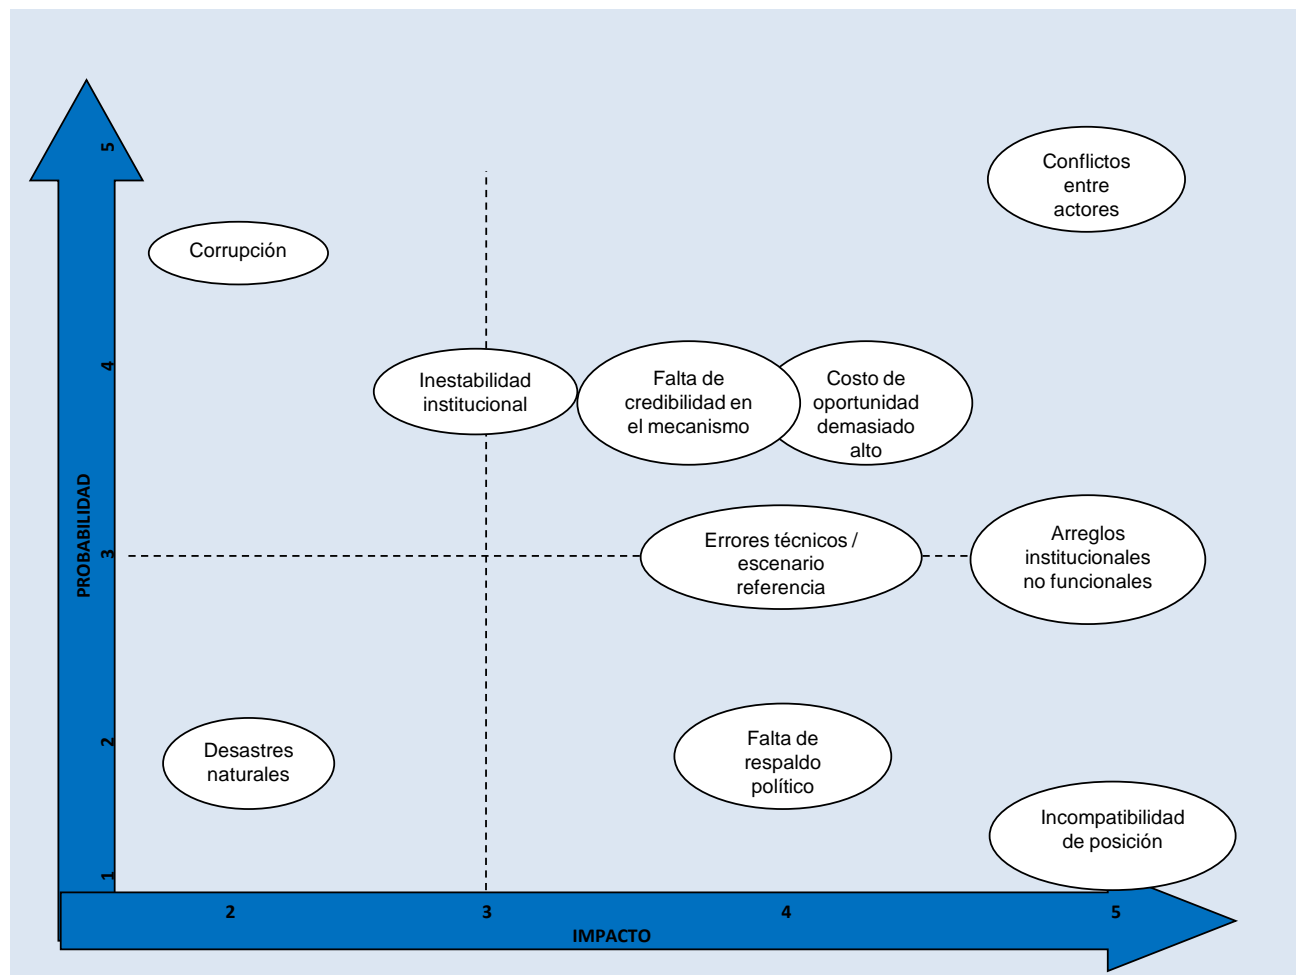 5
Conflictos
entre
actores
Corrupción
4
Inestabilidad
institucional
Falta de
credibilidad en
el mecanismo
Costo de
oportunidad
demasiado
alto
PROBABILIDAD
3
Errores técnicos /
escenario
referencia
Arreglos
institucionales
no funcionales
2
Desastres
naturales
Falta de
respaldo
político
Incompatibilidad
de posición
1
2
3
4
5
IMPACTO